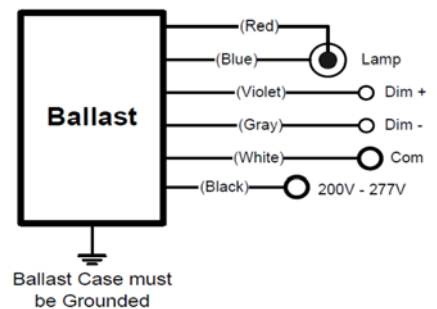 (Red)
(Blue) Lamp
(Violet) Dim +
Ballast
(Gray) Dim -
(White) Com
(Black) 200V - 277V
Ballast Case must
be Grounded